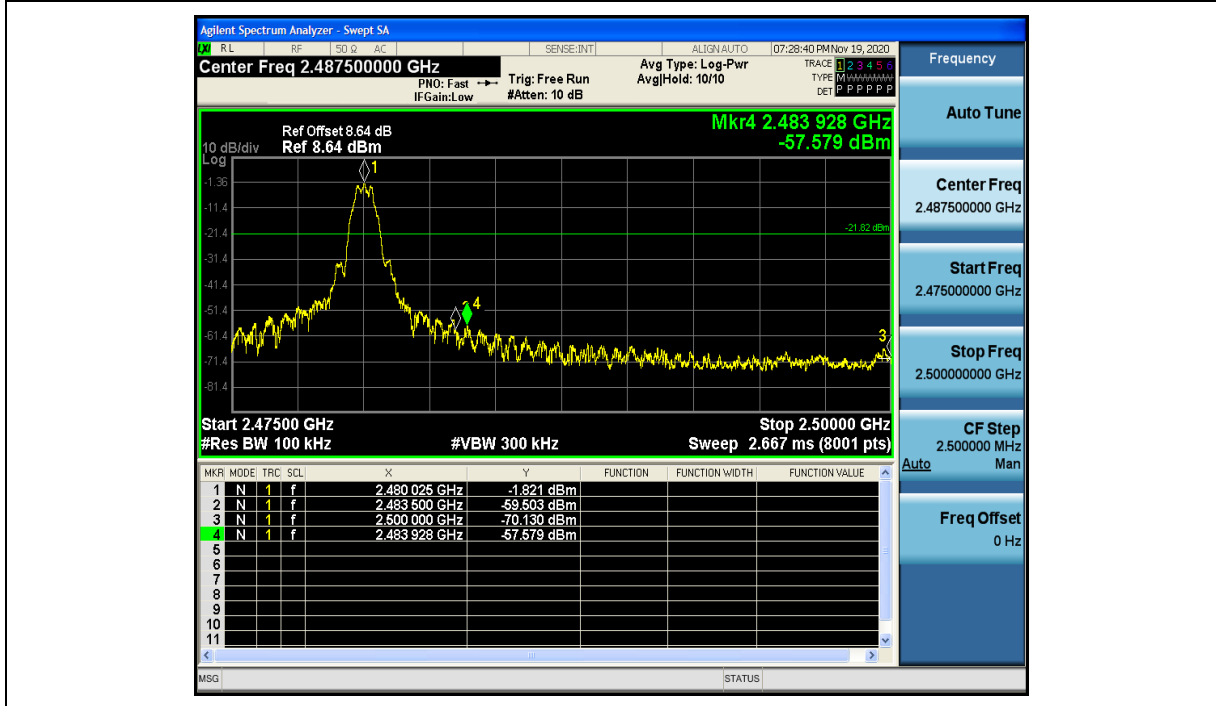 Agilent Spectrum Analyzer - Swept SA
LXI RL RF 50 Ω AC SENSE:INT ALIGN AUTO 07:28:40 PM Nov 19, 2020
Center Freq 2.487500000 GHz
PNO: Fast
IFGain:Low
Trig: Free Run
#Atten: 10 dB
Avg Type: Log-Pwr
Avg|Hold: 10/10
TRACE 1 2 3 4 5 6
TYPE MWWWWW
DET P P P P P P
Mkr4 2.483 928 GHz
-57.579 dBm
Ref Offset 8.64 dB
10 dB/div Ref 8.64 dBm
Log
1
-1.36
-11.4
-21.4
-21.82 dBm
-31.4
-41.4
-51.4
4
-61.4
3
-71.4
-81.4
Start 2.47500 GHz Stop 2.50000 GHz
#Res BW 100 kHz #VBW 300 kHz Sweep 2.667 ms (8001 pts)
MKR MODE TRC SCL X Y FUNCTION FUNCTION WIDTH FUNCTION VALUE
1 N 1 f 2.480 025 GHz -1.821 dBm
2 N 1 f 2.483 500 GHz -59.503 dBm
3 N 1 f 2.500 000 GHz -70.130 dBm
4 N 1 f 2.483 928 GHz -57.579 dBm
5
6
7
8
9
10
11
MSG STATUS
Frequency
Auto Tune
Center Freq
2.487500000 GHz
Start Freq
2.475000000 GHz
Stop Freq
2.500000000 GHz
CF Step
2.500000 MHz
Auto Man
Freq Offset
0 Hz